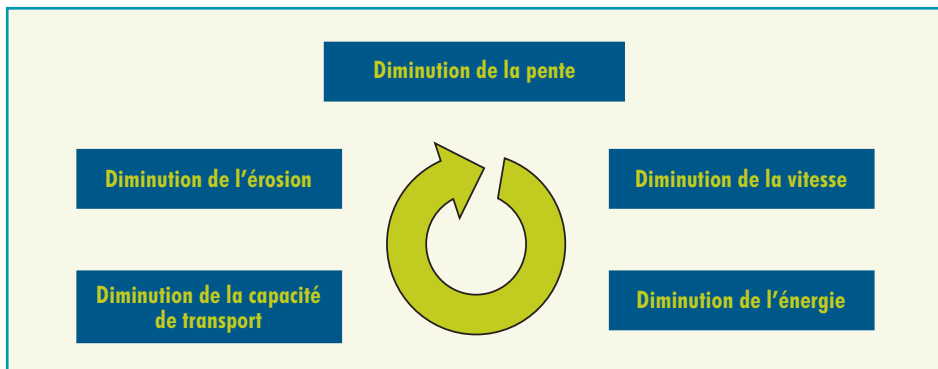 Diminution de la pente
Diminution de l’érosion
Diminution de la vitesse
Diminution de la capacité
de transport
Diminution de l’énergie